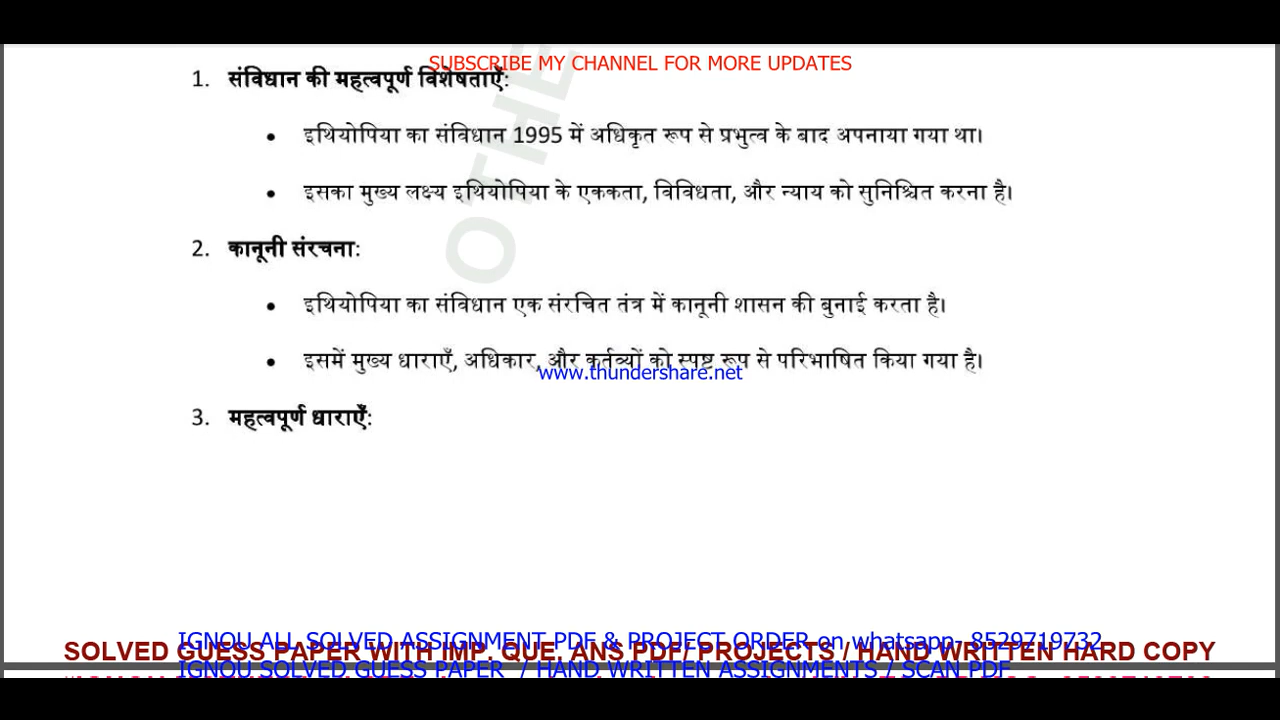 SUBSCRIBE MY CHANNEL FOR MORE UPDATES
1. संविधान की महत्वपूर्ण विशेषताएँ:
• इथियोपिया का संविधान 1995 में अधिकृत रूप से प्रभुत्व के बाद अपनाया गया था।
• इसका मुख्य लक्ष्य इथियोपिया के एककता, विविधता, और न्याय को सुनिश्चित करना है।
2. कानूनी संरचना:
• इथियोपिया का संविधान एक संरचित तंत्र में कानूनी शासन की बुनाई करता है।
• इसमें मुख्य धाराएँ, अधिकार, और कर्तव्यों को स्पष्ट रूप से परिभाषित किया गया है।
www.thundershare.net
3. महत्वपूर्ण धाराएँ:
OTHE
IGNOU ALL SOLVED ASSIGNMENT PDF & PROJECT ORDER on whatsapp- 8529719732
SOLVED GUESS PAPER WITH IMP. QUE. ANS PDF/ PROJECTS / HAND WRITTEN HARD COPY
IGNOU SOLVED GUESS PAPER / HAND WRITTEN ASSIGNMENTS / SCAN PDF